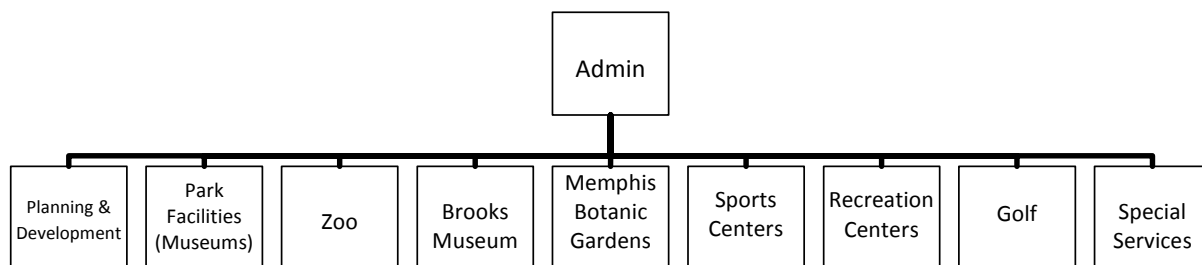 Admin
Planning &
Development
Park
Facilities
(Museums)
Zoo
Brooks
Museum
Memphis
Botanic
Gardens
Sports
Centers
Recreation
Centers
Golf
Special
Services